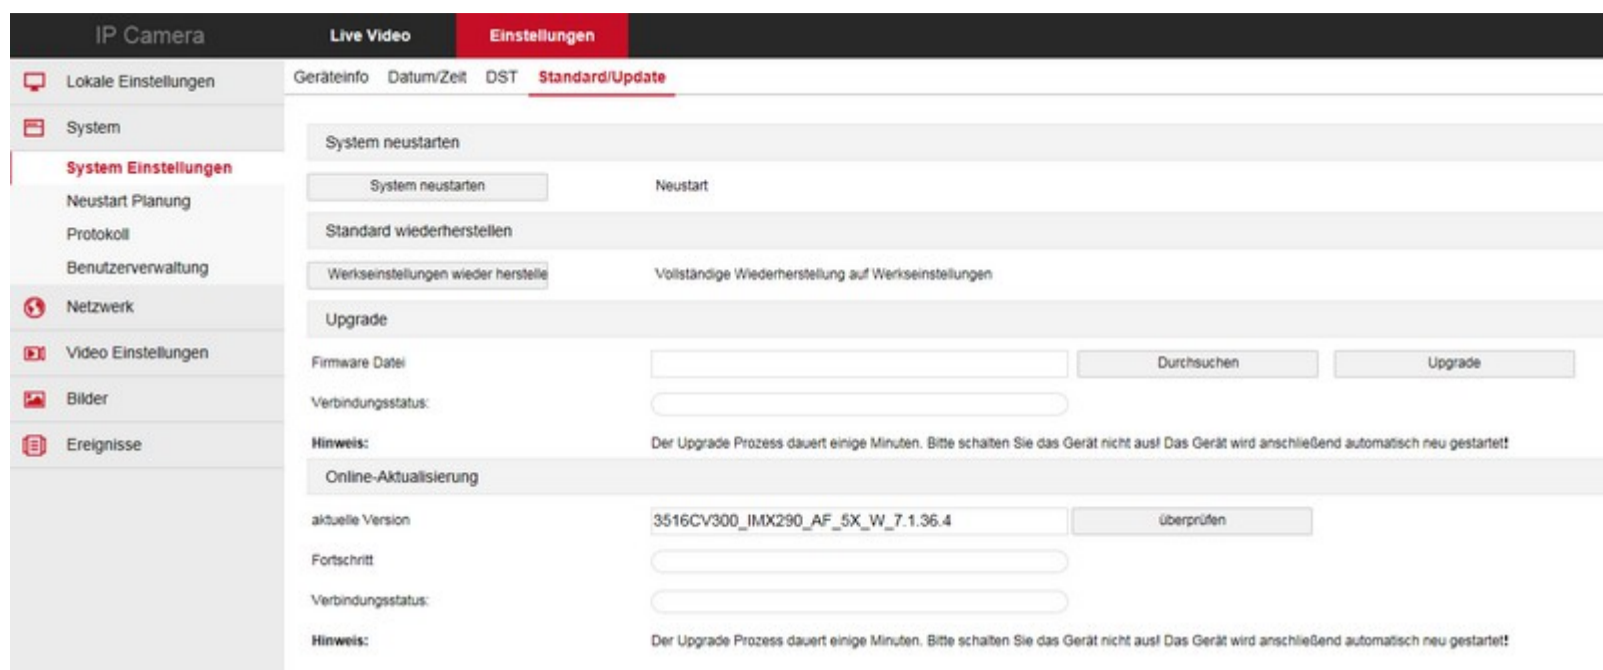 IP Camera Live Video Einstellungen
Geräteinfo Datum/Zeit DST Standard/Update
Lokale Einstellungen
System
System Einstellungen
Neustart Planung
Protokoll
Benutzerverwaltung
Netzwerk
Video Einstellungen
Bilder
Ereignisse
System neustarten
System neustarten Neustart
Standard wiederherstellen
Werkseinstellungen wieder herstelle Vollständige Wiederherstellung auf Werkseinstellungen
Upgrade
Firmware Datei Durchsuchen Upgrade
Verbindungsstatus:
Hinweis: Der Upgrade Prozess dauert einige Minuten. Bitte schalten Sie das Gerät nicht aus! Das Gerät wird anschließend automatisch neu gestartet!
Online-Aktualisierung
aktuelle Version 3516CV300_IMX290_AF_5X_W_7.1.36.4 überprüfen
Fortschritt
Verbindungsstatus:
Hinweis: Der Upgrade Prozess dauert einige Minuten. Bitte schalten Sie das Gerät nicht aus! Das Gerät wird anschließend automatisch neu gestartet!